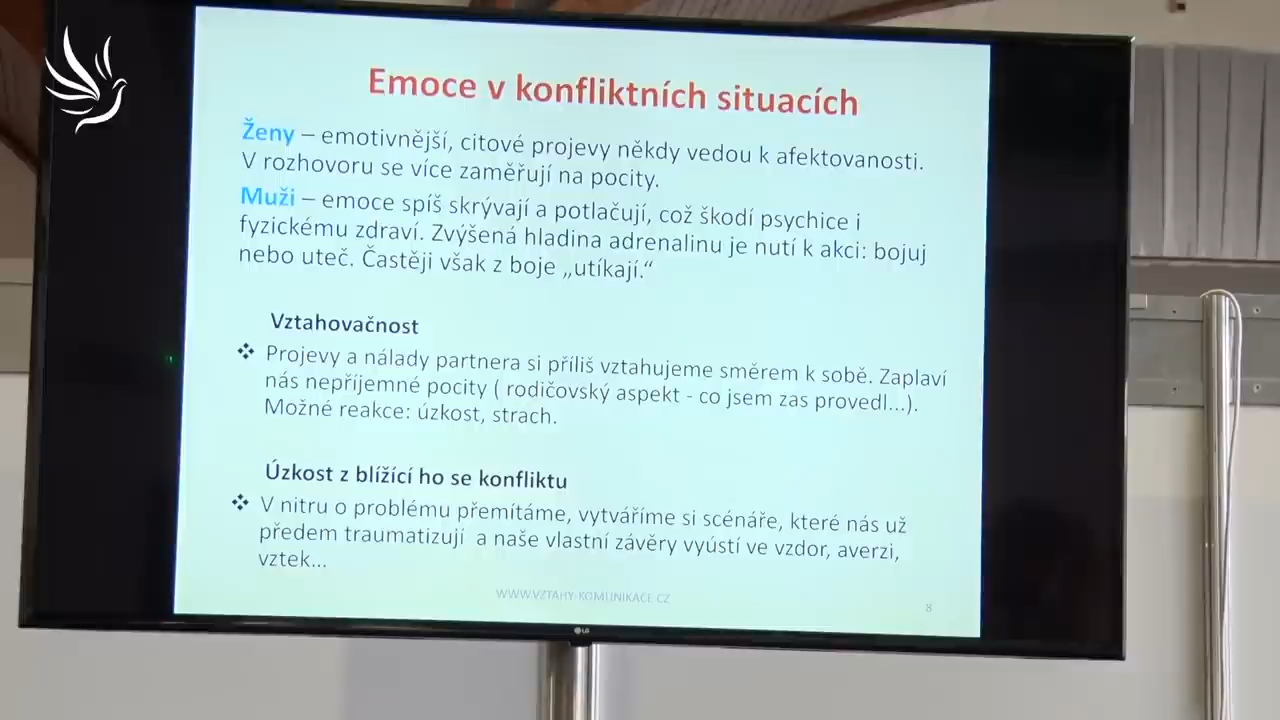 Emoce v konfliktních situacích
Ženy – emotivnější, citové projevy někdy vedou k afektovanosti.
V rozhovoru se více zaměřují na pocity.
Muži – emoce spíš skrývají a potlačují, což škodí psychice i
fyzickému zdraví. Zvýšená hladina adrenalinu je nutí k akci: bojuj
nebo uteč. Častěji však z boje „utíkají.“
Vztahovačnost
❖ Projevy a nálady partnera si příliš vztahujeme směrem k sobě. Zaplaví
nás nepříjemné pocity ( rodičovský aspekt - co jsem zas provedl...).
Možné reakce: úzkost, strach.
Úzkost z blížící ho se konfliktu
❖ V nitru o problému přemítáme, vytváříme si scénáře, které nás už
předem traumatizují a naše vlastní závěry vyústí ve vzdor, averzi,
vztek...
WWW.VZTAHY-KOMUNIKACE.CZ
8
LG